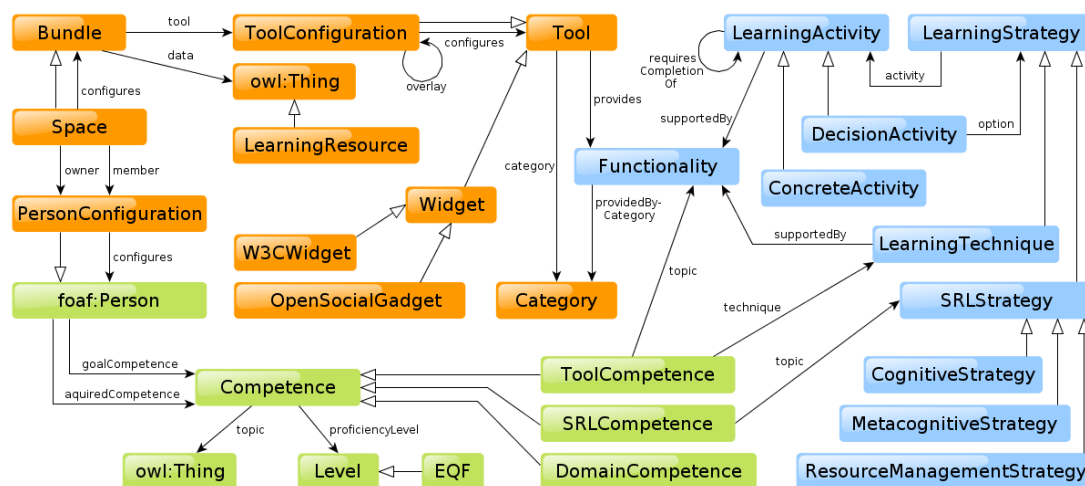 Bundle
tool
ToolConfiguration
configures
Tool
LearningActivity
LearningStrategy
data
owl:Thing
overlay
requires
Completion
Of
activity
configures
provides
supportedBy
Space
LearningResource
DecisionActivity
option
owner
member
category
Functionality
ConcreteActivity
PersonConfiguration
Widget
providedBy-
Category
W3CWidget
supportedBy
LearningTechnique
configures
topic
foaf:Person
OpenSocialGadget
Category
technique
SRLStrategy
goalCompetence
topic
aquiredCompetence
Competence
ToolCompetence
CognitiveStrategy
topic
proficiencyLevel
SRLCompetence
MetacognitiveStrategy
owl:Thing
Level
EQF
DomainCompetence
ResourceManagementStrategy